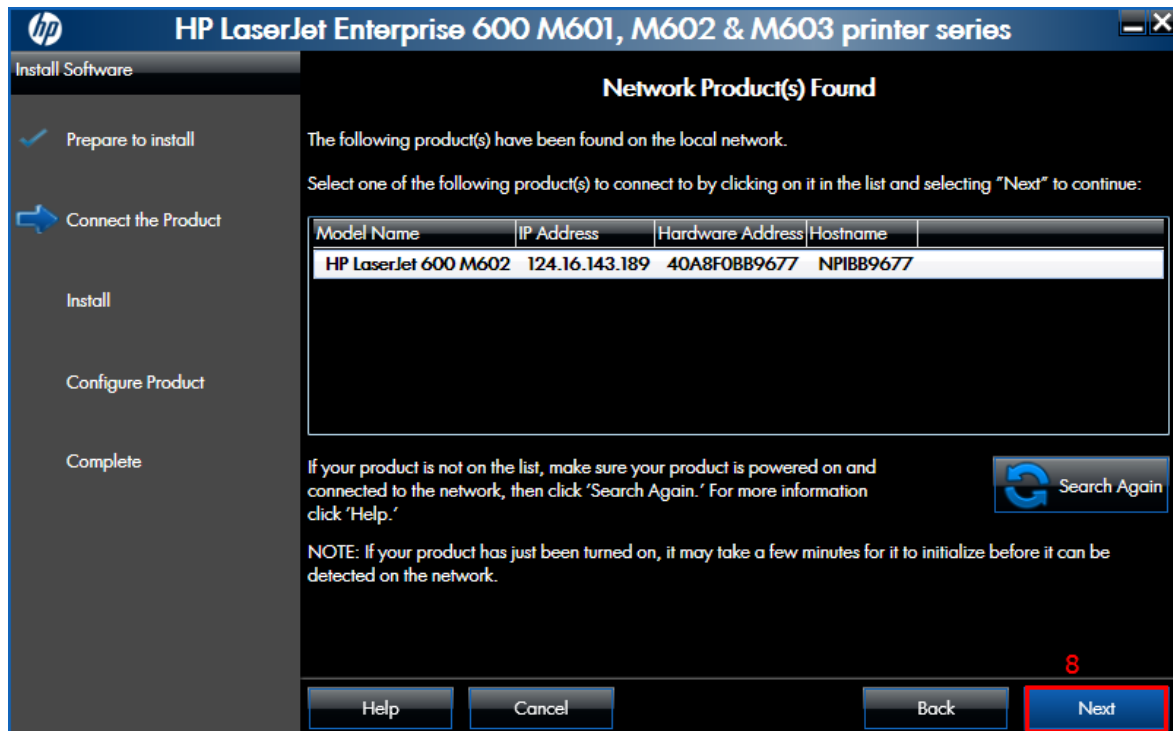 hp
HP LaserJet Enterprise 600 M601, M602 & M603 printer series
Install Software
Prepare to install
Connect the Product
Install
Configure Product
Complete
Network Product(s) Found
The following product(s) have been found on the local network.
Select one of the following product(s) to connect to by clicking on it in the list and selecting "Next" to continue:
Model Name IP Address Hardware Address Hostname
HP LaserJet 600 M602 124.16.143.189 40A8F0BB9677 NPIBB9677
If your product is not on the list, make sure your product is powered on and
connected to the network, then click 'Search Again.' For more information
click 'Help.'
Search Again
NOTE: If your product has just been turned on, it may take a few minutes for it to initialize before it can be
detected on the network.
8
Help Cancel Back Next